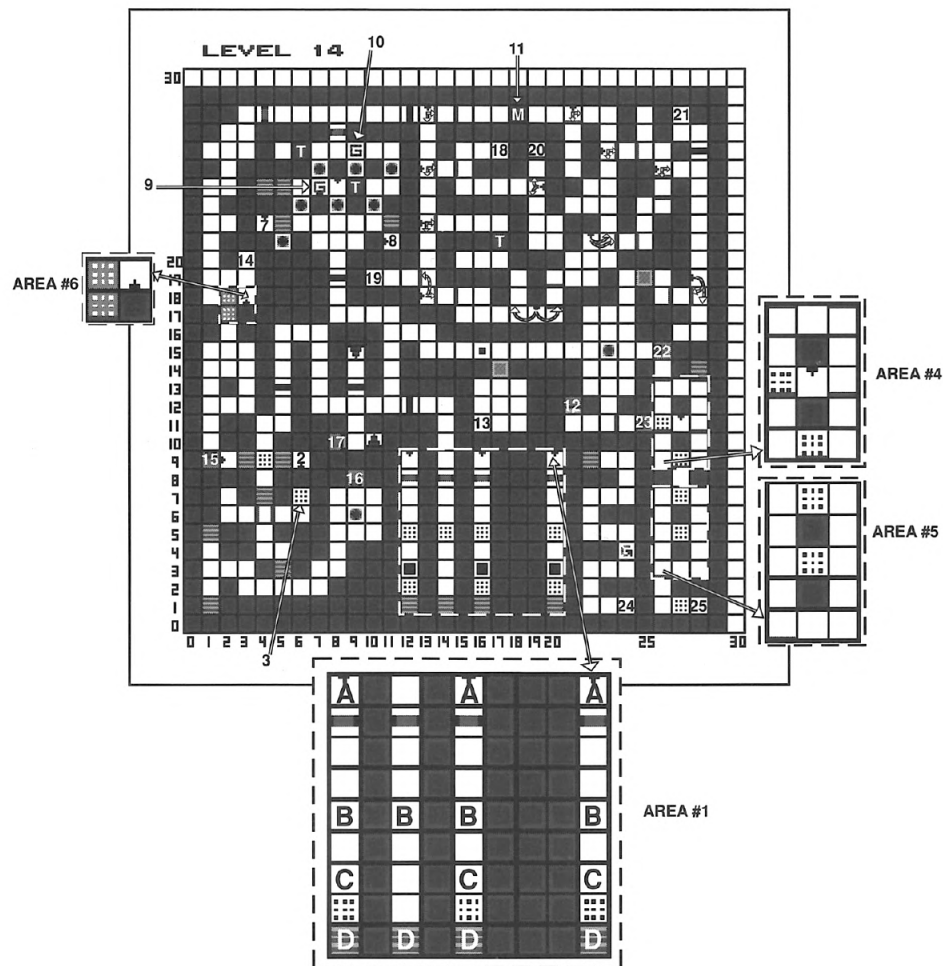 LEVEL 14
10
11
30
M
21
T
G
18
20
9
G
T
7
8
T
20
14
AREA #6
19
19
18
17
16
15
22
14
AREA #4
13
12
12
11
13
23
10
17
9
15
2
8
16
7
6
5
AREA #5
4
G
3
2
1
24
25
0
0 1 2 3 4 5 6 7 8 9 10 11 12 13 14 15 16 17 18 19 20 25 30
3
A A A
B B B B
AREA #1
C C C
D D D D